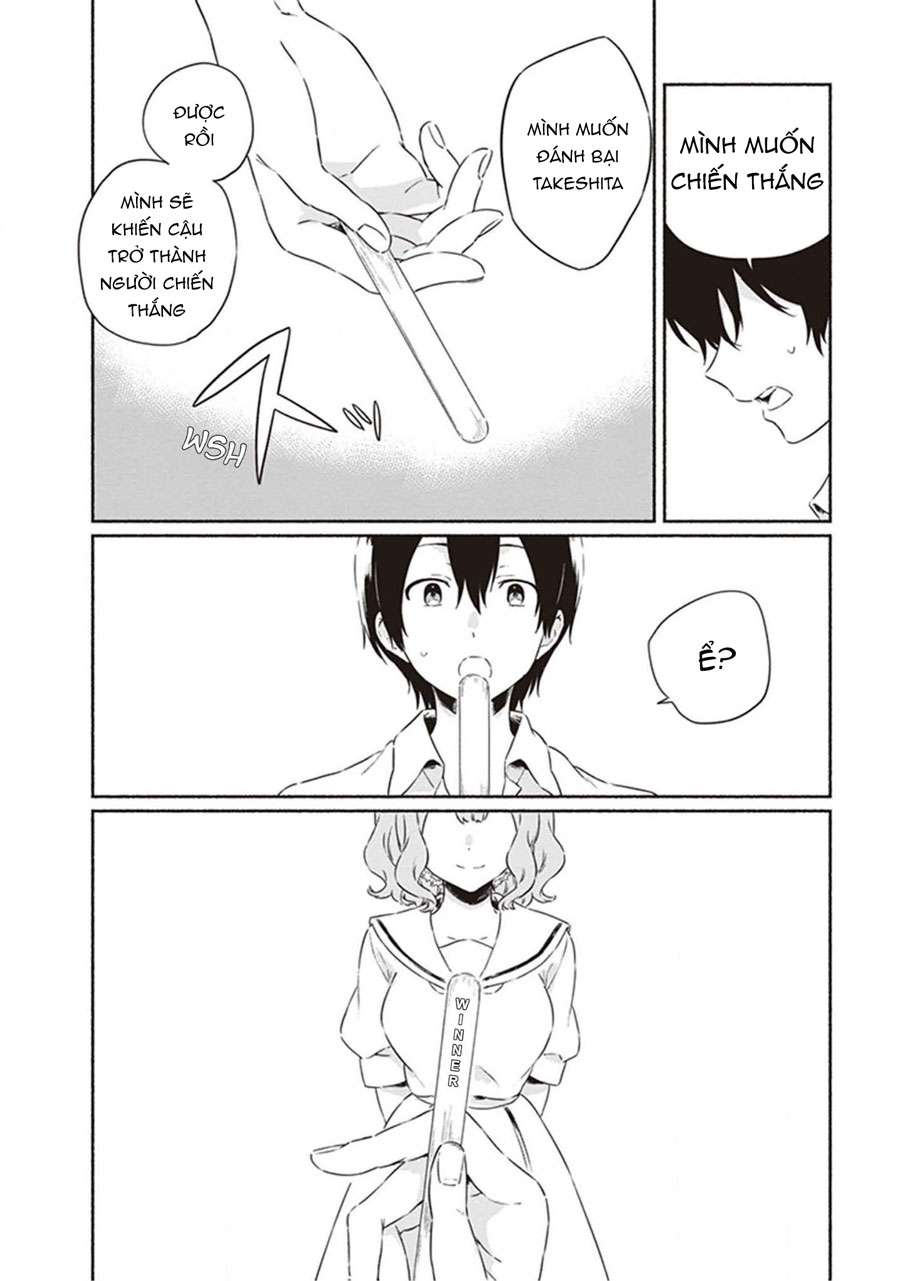 MÌNH MUỐN
CHIẾN THẮNG
MÌNH MUỐN
ĐÁNH BẠI
TAKESHITA
ĐƯỢC
RỒI
MÌNH SẼ
KHIẾN CẬU
TRỞ THÀNH
NGƯỜI CHIẾN
THẮNG
WSH
Ể?
WINNER